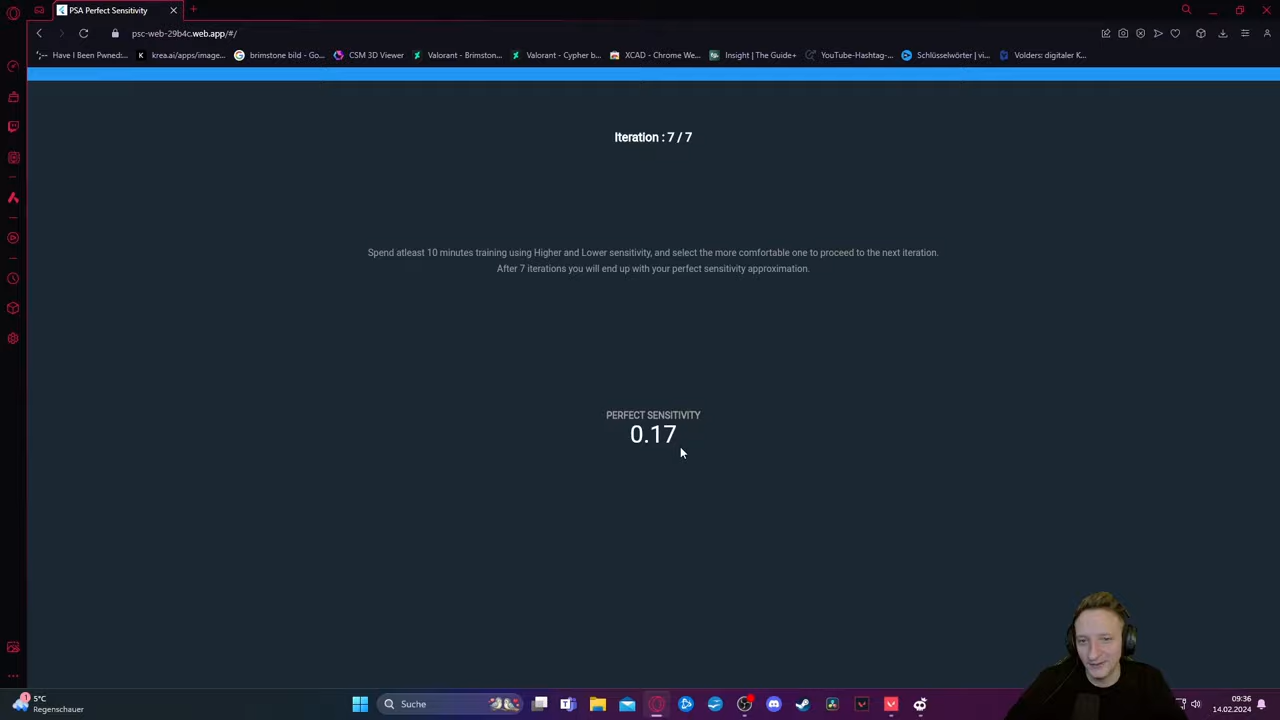 PSA Perfect Sensitivity
psc-web-29b4c.web.app/#/
Have I Been Pwned:...
krea.ai/apps/image...
brimstone bild - Go...
CSM 3D Viewer
Valorant - Brimston...
Valorant - Cypher b...
XCAD - Chrome We...
Insight | The Guide+
YouTube-Hashtag-...
Schlüsselwörter | vi...
Volders: digitaler K...
Iteration : 7 / 7
Spend atleast 10 minutes training using Higher and Lower sensitivity, and select the more comfortable one to proceed to the next iteration.
After 7 iterations you will end up with your perfect sensitivity approximation.
PERFECT SENSITIVITY
0.17
1
5°C
Regenschauer
Suche
09:36
14.02.2024